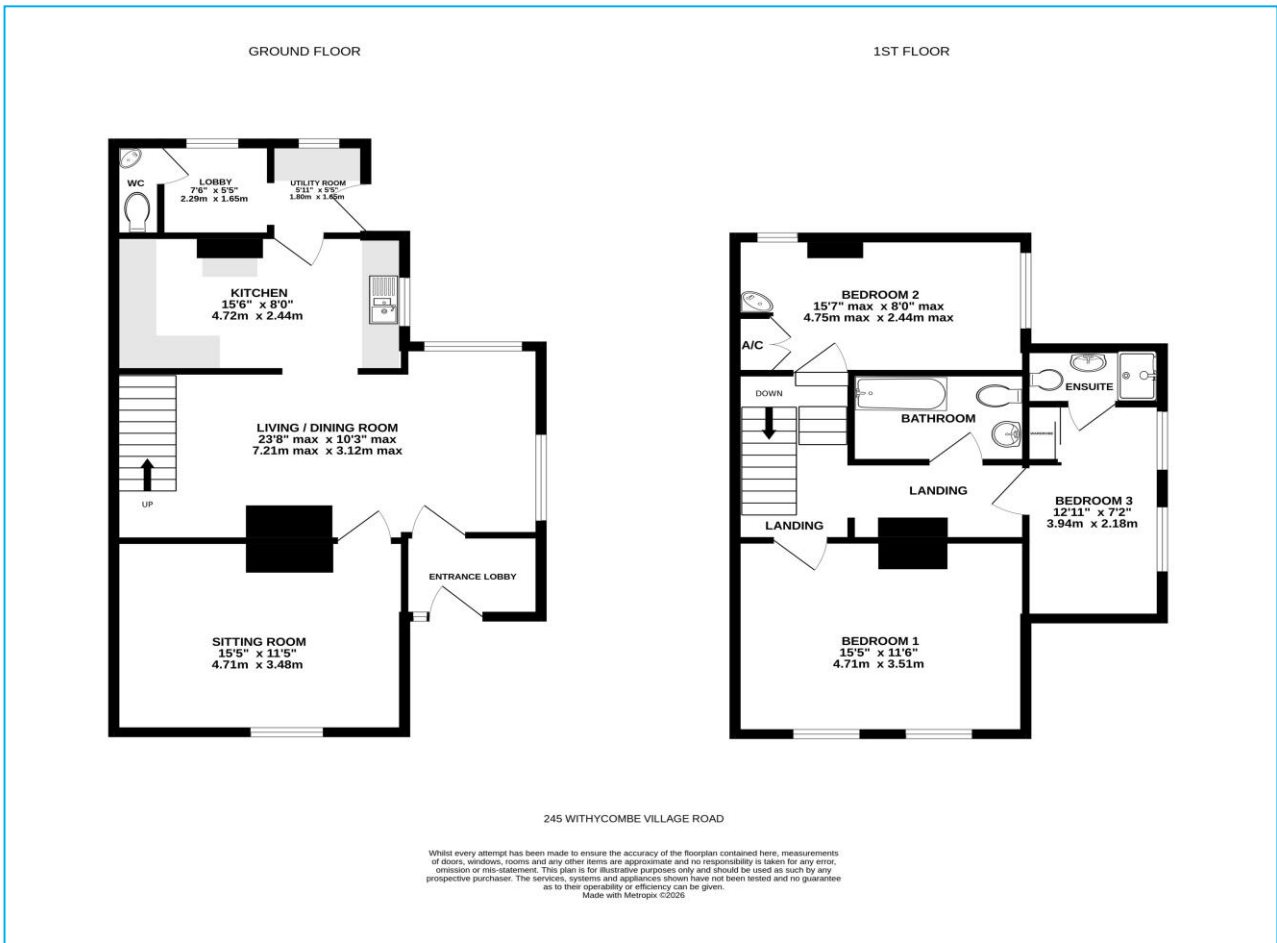 GROUND FLOOR
WC
LOBBY
7'6" x 5'5"
2.29m x 1.65m
UTILITY ROOM
5'11" x 5'5"
1.80m x 1.65m
KITCHEN
15'6" x 8'0"
4.72m x 2.44m
LIVING / DINING ROOM
23'8" max x 10'3" max
7.21m max x 3.12m max
UP
ENTRANCE LOBBY
SITTING ROOM
15'5" x 11'5"
4.71m x 3.48m
1ST FLOOR
BEDROOM 2
15'7" max x 8'0" max
4.75m max x 2.44m max
A/C
DOWN
BATHROOM
ENSUITE
WARDROBE
LANDING
LANDING
BEDROOM 3
12'11" x 7'2"
3.94m x 2.18m
BEDROOM 1
15'5" x 11'6"
4.71m x 3.51m
245 WITHYCOMBE VILLAGE ROAD
Whilst every attempt has been made to ensure the accuracy of the floorplan contained here, measurements
of doors, windows, rooms and any other items are approximate and no responsibility is taken for any error,
omission or mis-statement. This plan is for illustrative purposes only and should be used as such by any
prospective purchaser. The services, systems and appliances shown have not been tested and no guarantee
as to their operability or efficiency can be given.
Made with Metropix ©2026